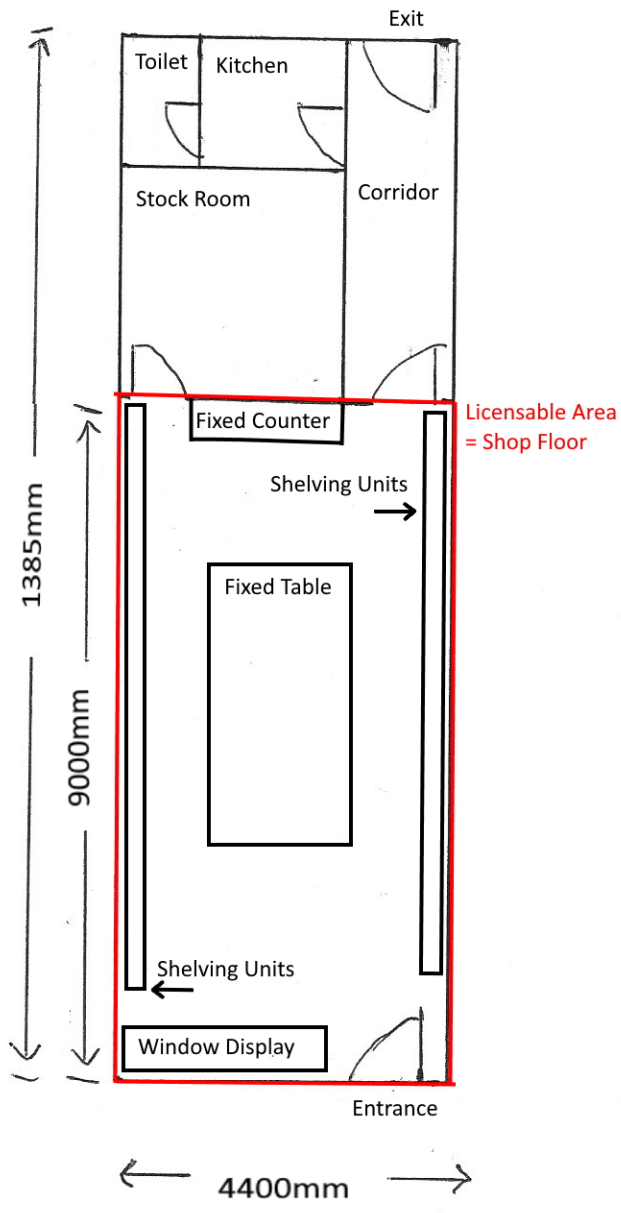 Exit
Toilet
Kitchen
Stock Room
Corridor
Fixed Counter
Licensable Area
= Shop Floor
Shelving Units
Fixed Table
1385mm
9000mm
Shelving Units
Window Display
Entrance
4400mm